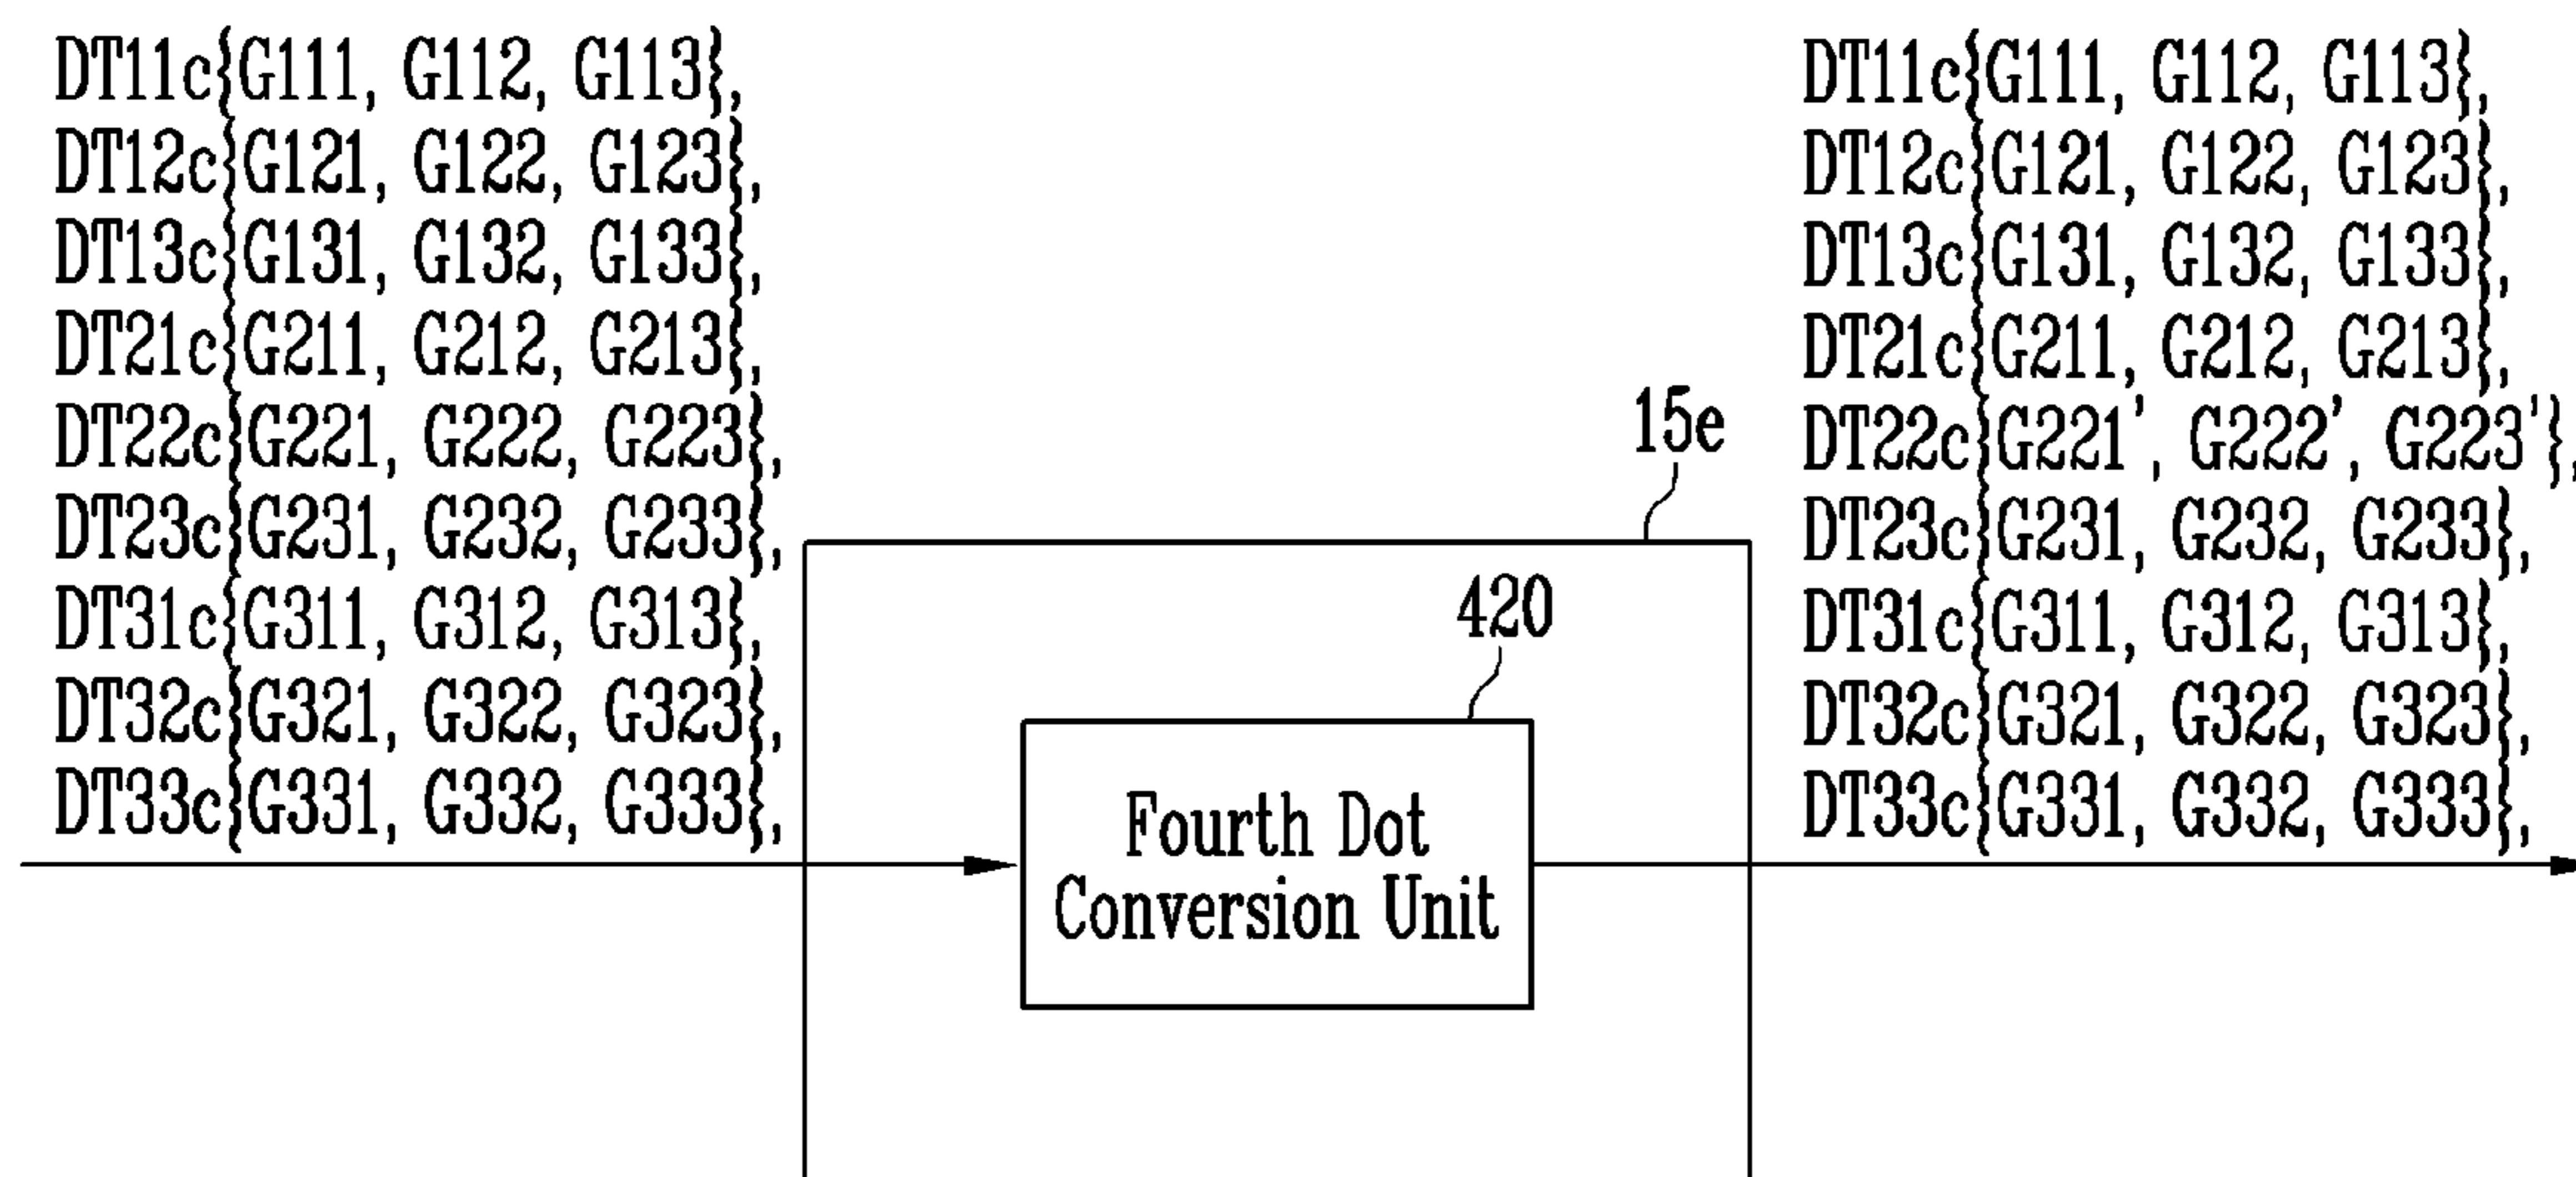 DT11c{G111, G112, G113},
DT12c{G121, G122, G123},
DT13c{G131, G132, G133},
DT21c{G211, G212, G213},
DT22c{G221, G222, G223},
DT23c{G231, G232, G233},
DT31c{G311, G312, G313},
DT32c{G321, G322, G323},
DT33c{G331, G332, G333},
15e
420
Fourth Dot
Conversion Unit
DT11c{G111, G112, G113},
DT12c{G121, G122, G123},
DT13c{G131, G132, G133},
DT21c{G211, G212, G213},
DT22c{G221', G222', G223'},
DT23c{G231, G232, G233},
DT31c{G311, G312, G313},
DT32c{G321, G322, G323},
DT33c{G331, G332, G333},